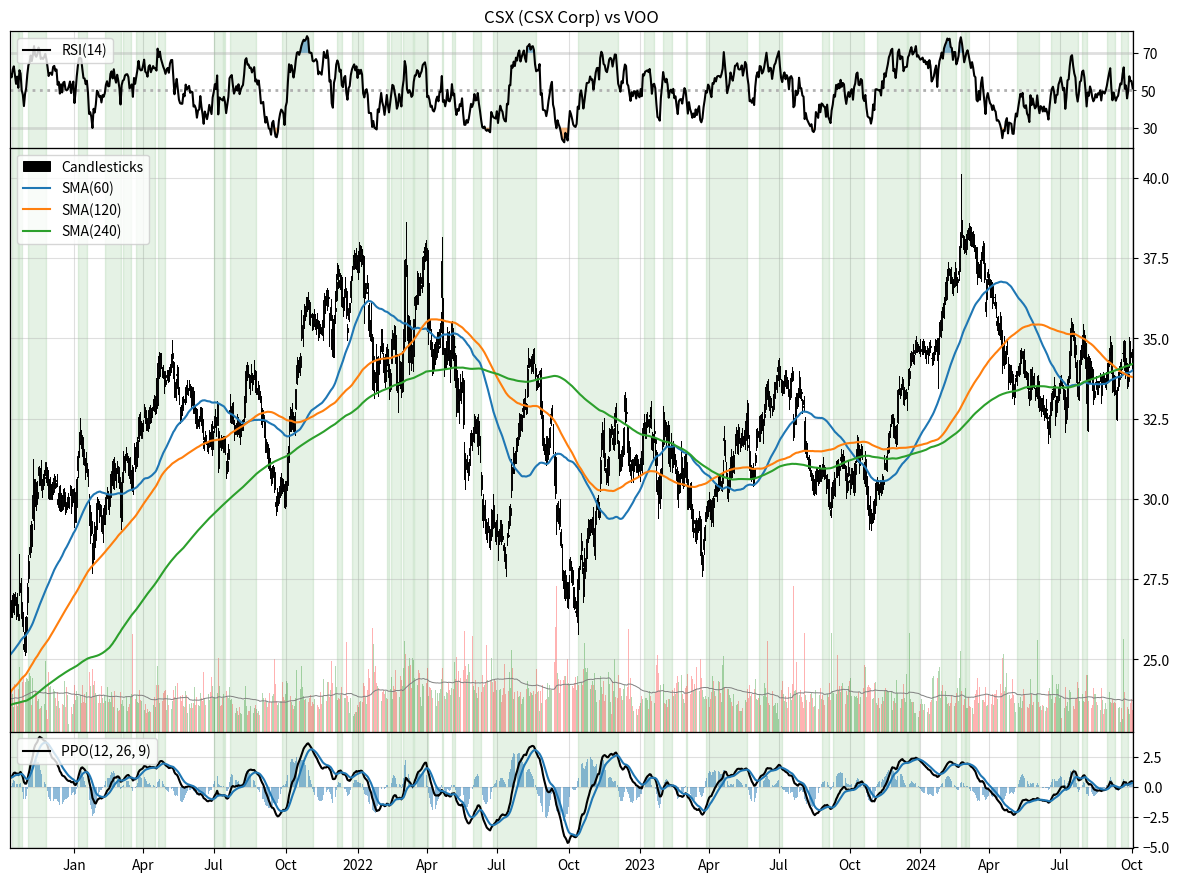 CSX (CSX Corp) vs VOO
RSI(14)
70
50
30
Candlesticks
SMA(60)
SMA(120)
SMA(240)
40.0
37.5
35.0
32.5
30.0
27.5
25.0
PPO(12, 26, 9)
2.5
0.0
−2.5
−5.0
Jan Apr Jul Oct 2022 Apr Jul Oct 2023 Apr Jul Oct 2024 Apr Jul Oct